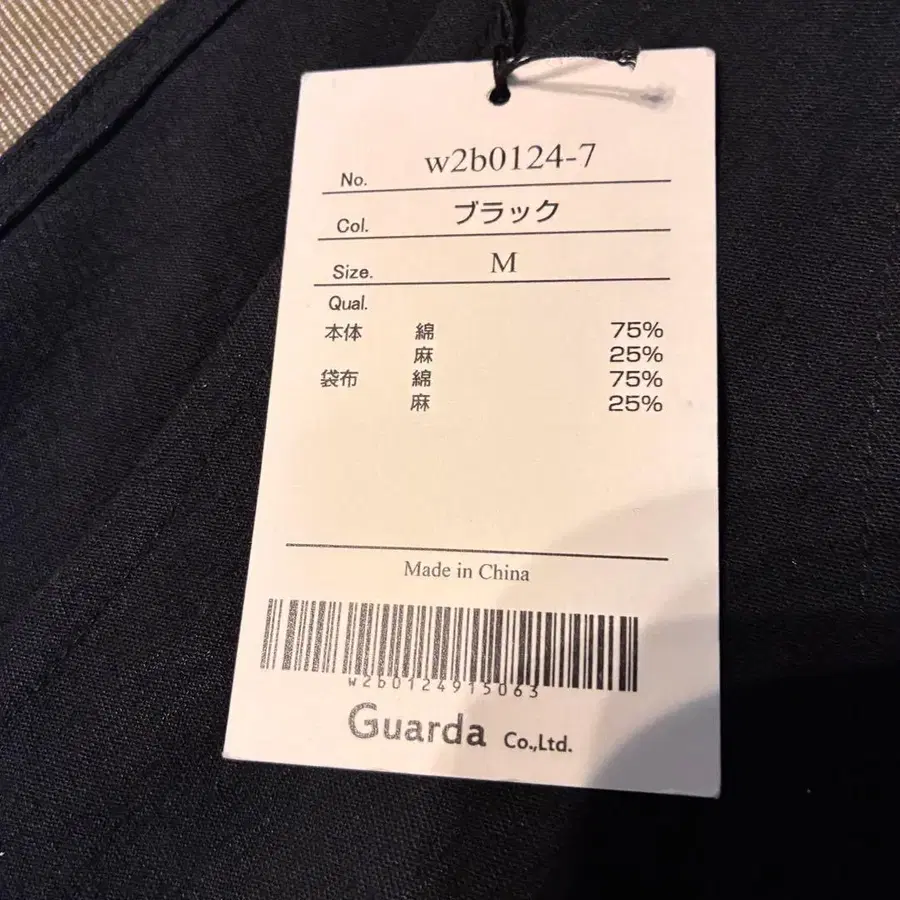 No. w2b0124-7
Col. ブラック
Size. M
Qual.
本体 綿 75%
麻 25%
袋布 綿 75%
麻 25%
Made in China
w2b0124915063
Guarda Co.,Ltd.